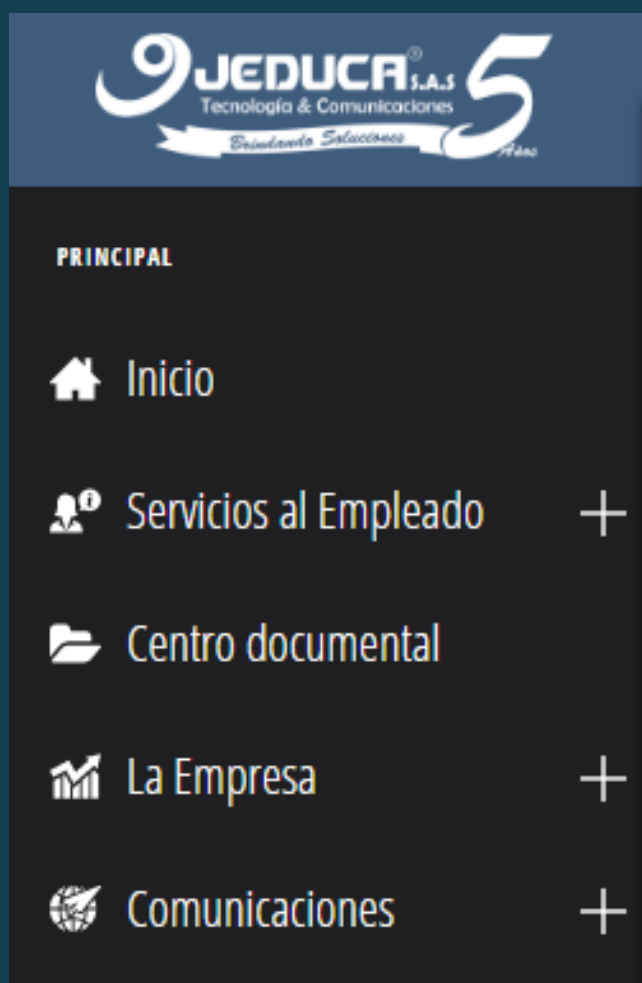 JEDUCA® S.A.S 5
Tecnología & Comunicaciones
Brindando Soluciones
Años
PRINCIPAL
Inicio
Servicios al Empleado
Centro documental
La Empresa
Comunicaciones